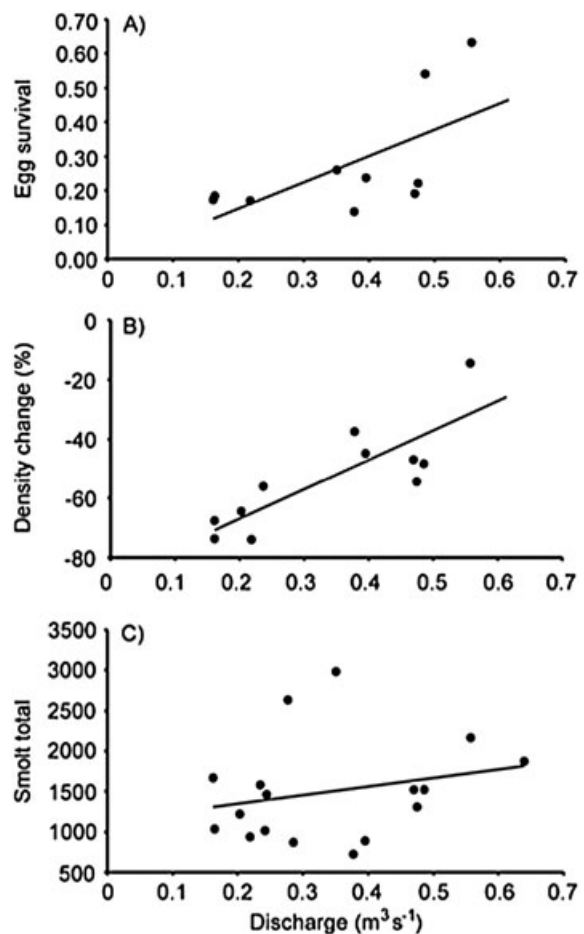 A)
Egg survival
0.70
0.60
0.50
0.40
0.30
0.20
0.10
0.00
0 0.1 0.2 0.3 0.4 0.5 0.6 0.7
B)
Density change (%)
0
-20
-40
-60
-80
0 0.1 0.2 0.3 0.4 0.5 0.6 0.7
C)
Smolt total
3500
3000
2500
2000
1500
1000
500
0 0.1 0.2 0.3 0.4 0.5 0.6 0.7
Discharge (m³s⁻¹)